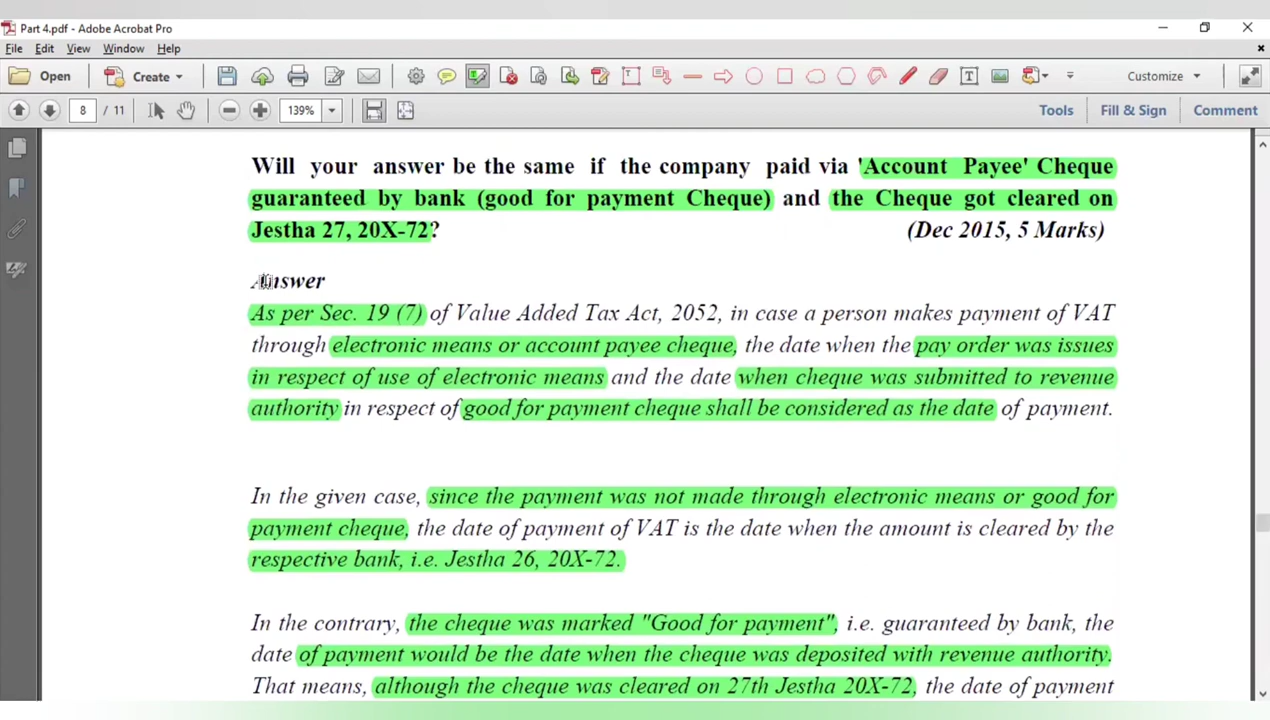 Part 4.pdf - Adobe Acrobat Pro
File Edit View Window Help
Open Create Customize
8 / 11 139% Tools Fill & Sign Comment
Will your answer be the same if the company paid via 'Account Payee' Cheque
guaranteed by bank (good for payment Cheque) and the Cheque got cleared on
Jestha 27, 20X-72? (Dec 2015, 5 Marks)
Answer
As per Sec. 19 (7) of Value Added Tax Act, 2052, in case a person makes payment of VAT
through electronic means or account payee cheque, the date when the pay order was issues
in respect of use of electronic means and the date when cheque was submitted to revenue
authority in respect of good for payment cheque shall be considered as the date of payment.
In the given case, since the payment was not made through electronic means or good for
payment cheque, the date of payment of VAT is the date when the amount is cleared by the
respective bank, i.e. Jestha 26, 20X-72.
In the contrary, the cheque was marked "Good for payment", i.e. guaranteed by bank, the
date of payment would be the date when the cheque was deposited with revenue authority.
That means, although the cheque was cleared on 27th Jestha 20X-72, the date of payment